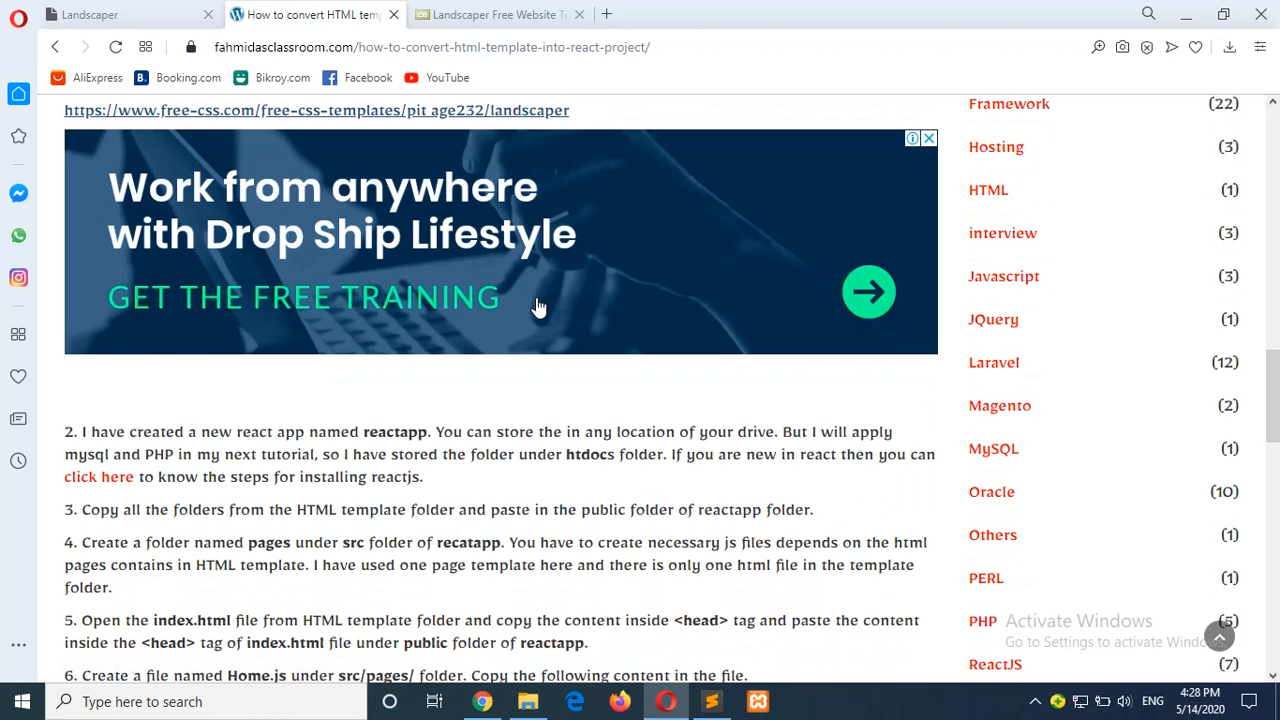 Landscaper
How to convert HTML tem
Landscaper Free Website T
fahmidasclassroom.com/how-to-convert-html-template-into-react-project/
AliExpress
Booking.com
Bikroy.com
Facebook
YouTube
https://www.free-css.com/free-css-templates/pit age232/landscaper
Work from anywhere
with Drop Ship Lifestyle
GET THE FREE TRAINING
2. I have created a new react app named reactapp. You can store the in any location of your drive. But I will apply
mysql and PHP in my next tutorial, so I have stored the folder under htdocs folder. If you are new in react then you can
click here to know the steps for installing reactjs.
3. Copy all the folders from the HTML template folder and paste in the public folder of reactapp folder.
4. Create a folder named pages under src folder of recatapp. You have to create necessary js files depends on the html
pages contains in HTML template. I have used one page template here and there is only one html file in the template
folder.
5. Open the index.html file from HTML template folder and copy the content inside <head> tag and paste the content
inside the <head> tag of index.html file under public folder of reactapp.
6. Create a file named Home.js under src/pages/ folder. Copy the following content in the file.
Framework (22)
Hosting (3)
HTML (1)
interview (3)
Javascript (3)
JQuery (1)
Laravel (12)
Magento (2)
MySQL (1)
Oracle (10)
Others (1)
PERL (1)
PHP (5)
ReactJS (7)
Activate Windows
Go to Settings to activate Windows.
Type here to search
ENG
4:28 PM
5/14/2020